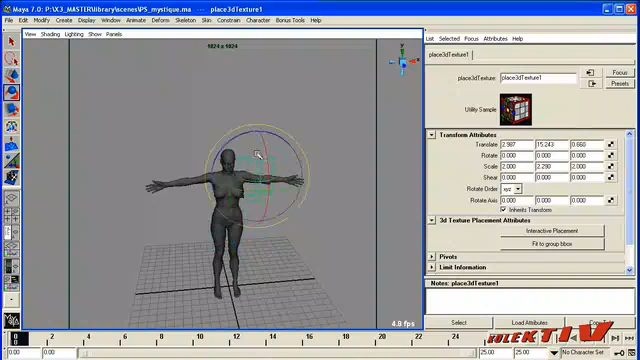 Maya 7.0: P:\X3_MASTER\library\scenes\PS_mystique.ma --- place3dTexture1
File Edit Modify Create Display Window Animate Deform Skeleton Skin Constrain Character Bonus Tools Help
View Shading Lighting Show Panels
List Selected Focus Attributes Help
1024 x 1024
place3dTexture1
place3dTexture: place3dTexture1
Focus
Presets
Utility Sample
Transform Attributes
Translate 2.987 15.243 0.660
Rotate 0.000 0.000 0.000
Scale 2.000 2.290 2.000
Shear 0.000 0.000 0.000
Rotate Order xyz
Rotate Axis 0.000 0.000 0.000
Inherits Transform
3d Texture Placement Attributes
Interactive Placement
Fit to group bbox
Pivots
Limit Information
Notes: place3dTexture1
4.9 fps
Select Load Attributes
KOLEKTIV
2 4 6 8 10 12 14 16 18 20 22 24
0.00 0.00 25.00 25.00 No Character Set